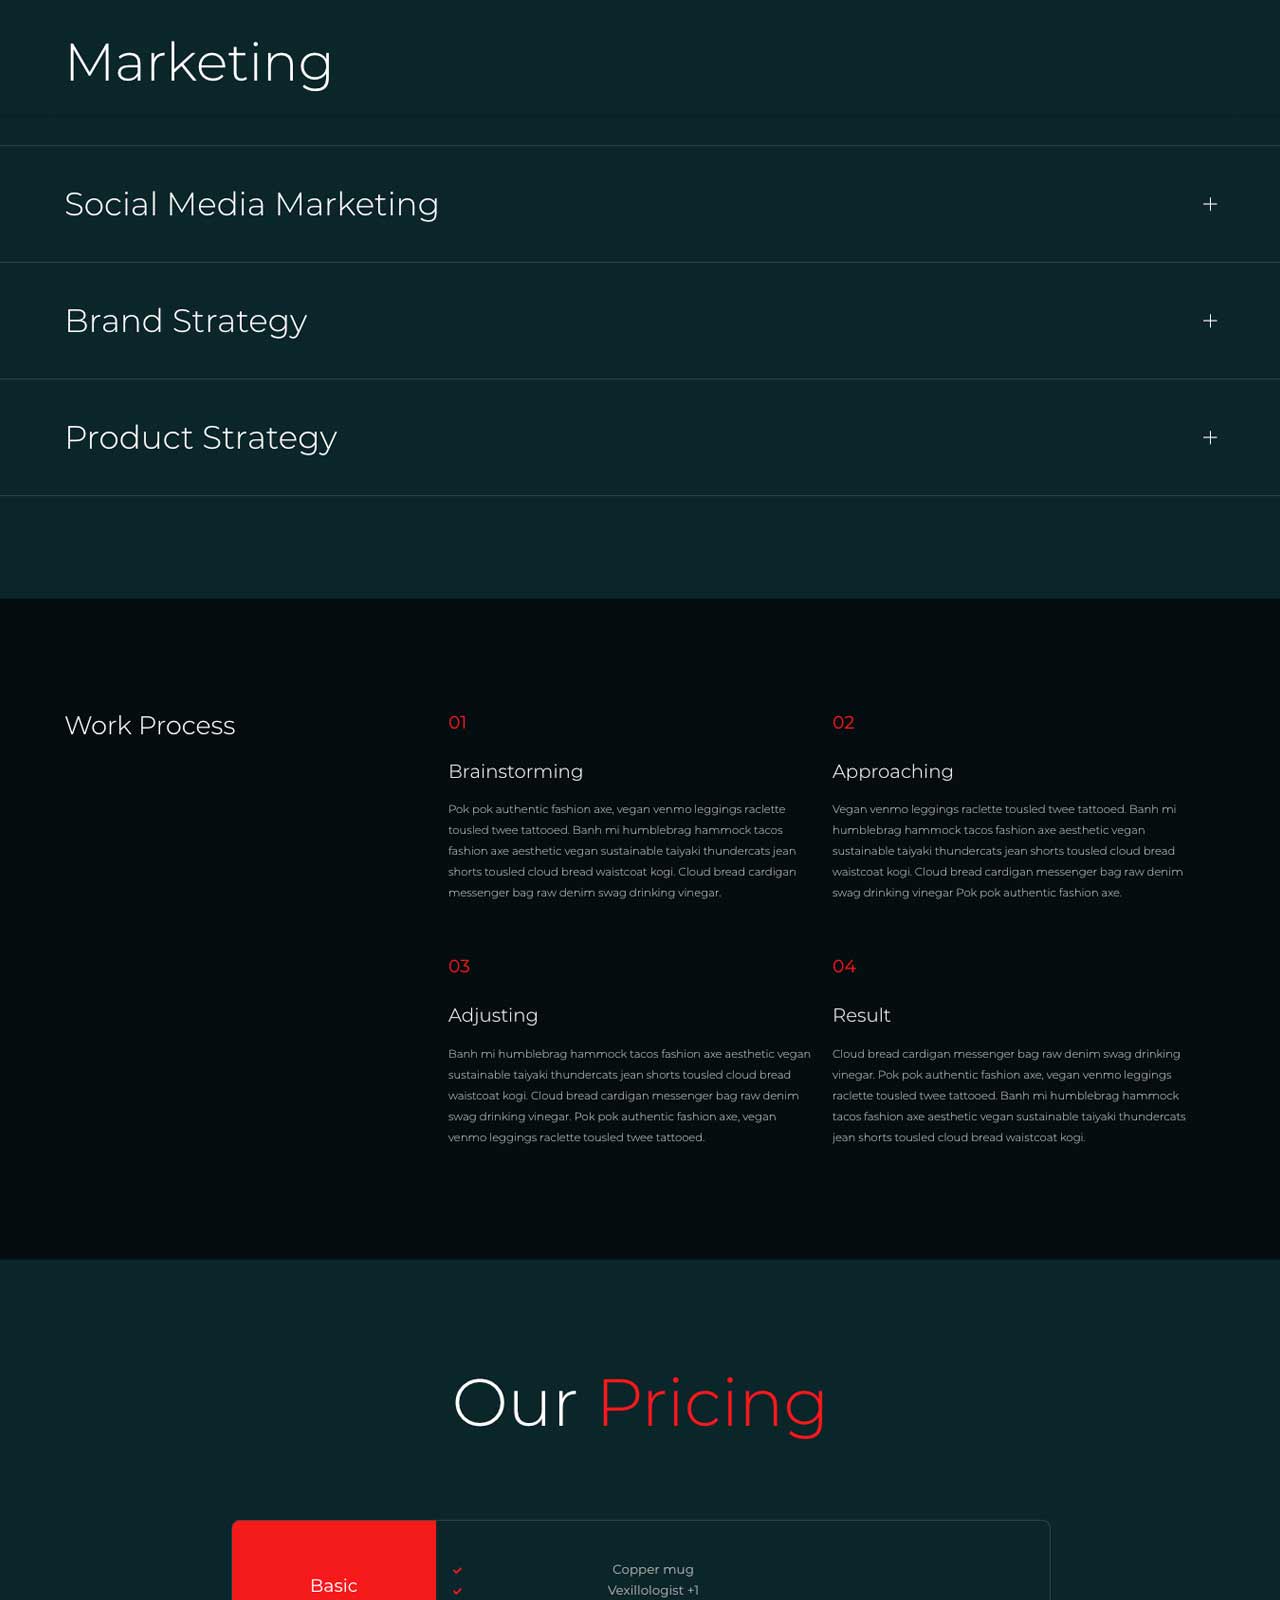 Marketing
Social Media Marketing
Brand Strategy
Product Strategy
Work Process
01
Brainstorming
Pok pok authentic fashion axe, vegan venmo leggings raclette
tousled twee tattooed. Banh mi humblebrag hammock tacos
fashion axe aesthetic vegan sustainable taiyaki thundercats jean
shorts tousled cloud bread waistcoat kogi. Cloud bread cardigan
messenger bag raw denim swag drinking vinegar.
02
Approaching
Vegan venmo leggings raclette tousled twee tattooed. Banh mi
humblebrag hammock tacos fashion axe aesthetic vegan
sustainable taiyaki thundercats jean shorts tousled cloud bread
waistcoat kogi. Cloud bread cardigan messenger bag raw denim
swag drinking vinegar Pok pok authentic fashion axe.
03
Adjusting
Banh mi humblebrag hammock tacos fashion axe aesthetic vegan
sustainable taiyaki thundercats jean shorts tousled cloud bread
waistcoat kogi. Cloud bread cardigan messenger bag raw denim
swag drinking vinegar. Pok pok authentic fashion axe, vegan
venmo leggings raclette tousled twee tattooed.
04
Result
Cloud bread cardigan messenger bag raw denim swag drinking
vinegar. Pok pok authentic fashion axe, vegan venmo leggings
raclette tousled twee tattooed. Banh mi humblebrag hammock
tacos fashion axe aesthetic vegan sustainable taiyaki thundercats
jean shorts tousled cloud bread waistcoat kogi.
Our Pricing
Basic
Copper mug
Vexillologist +1